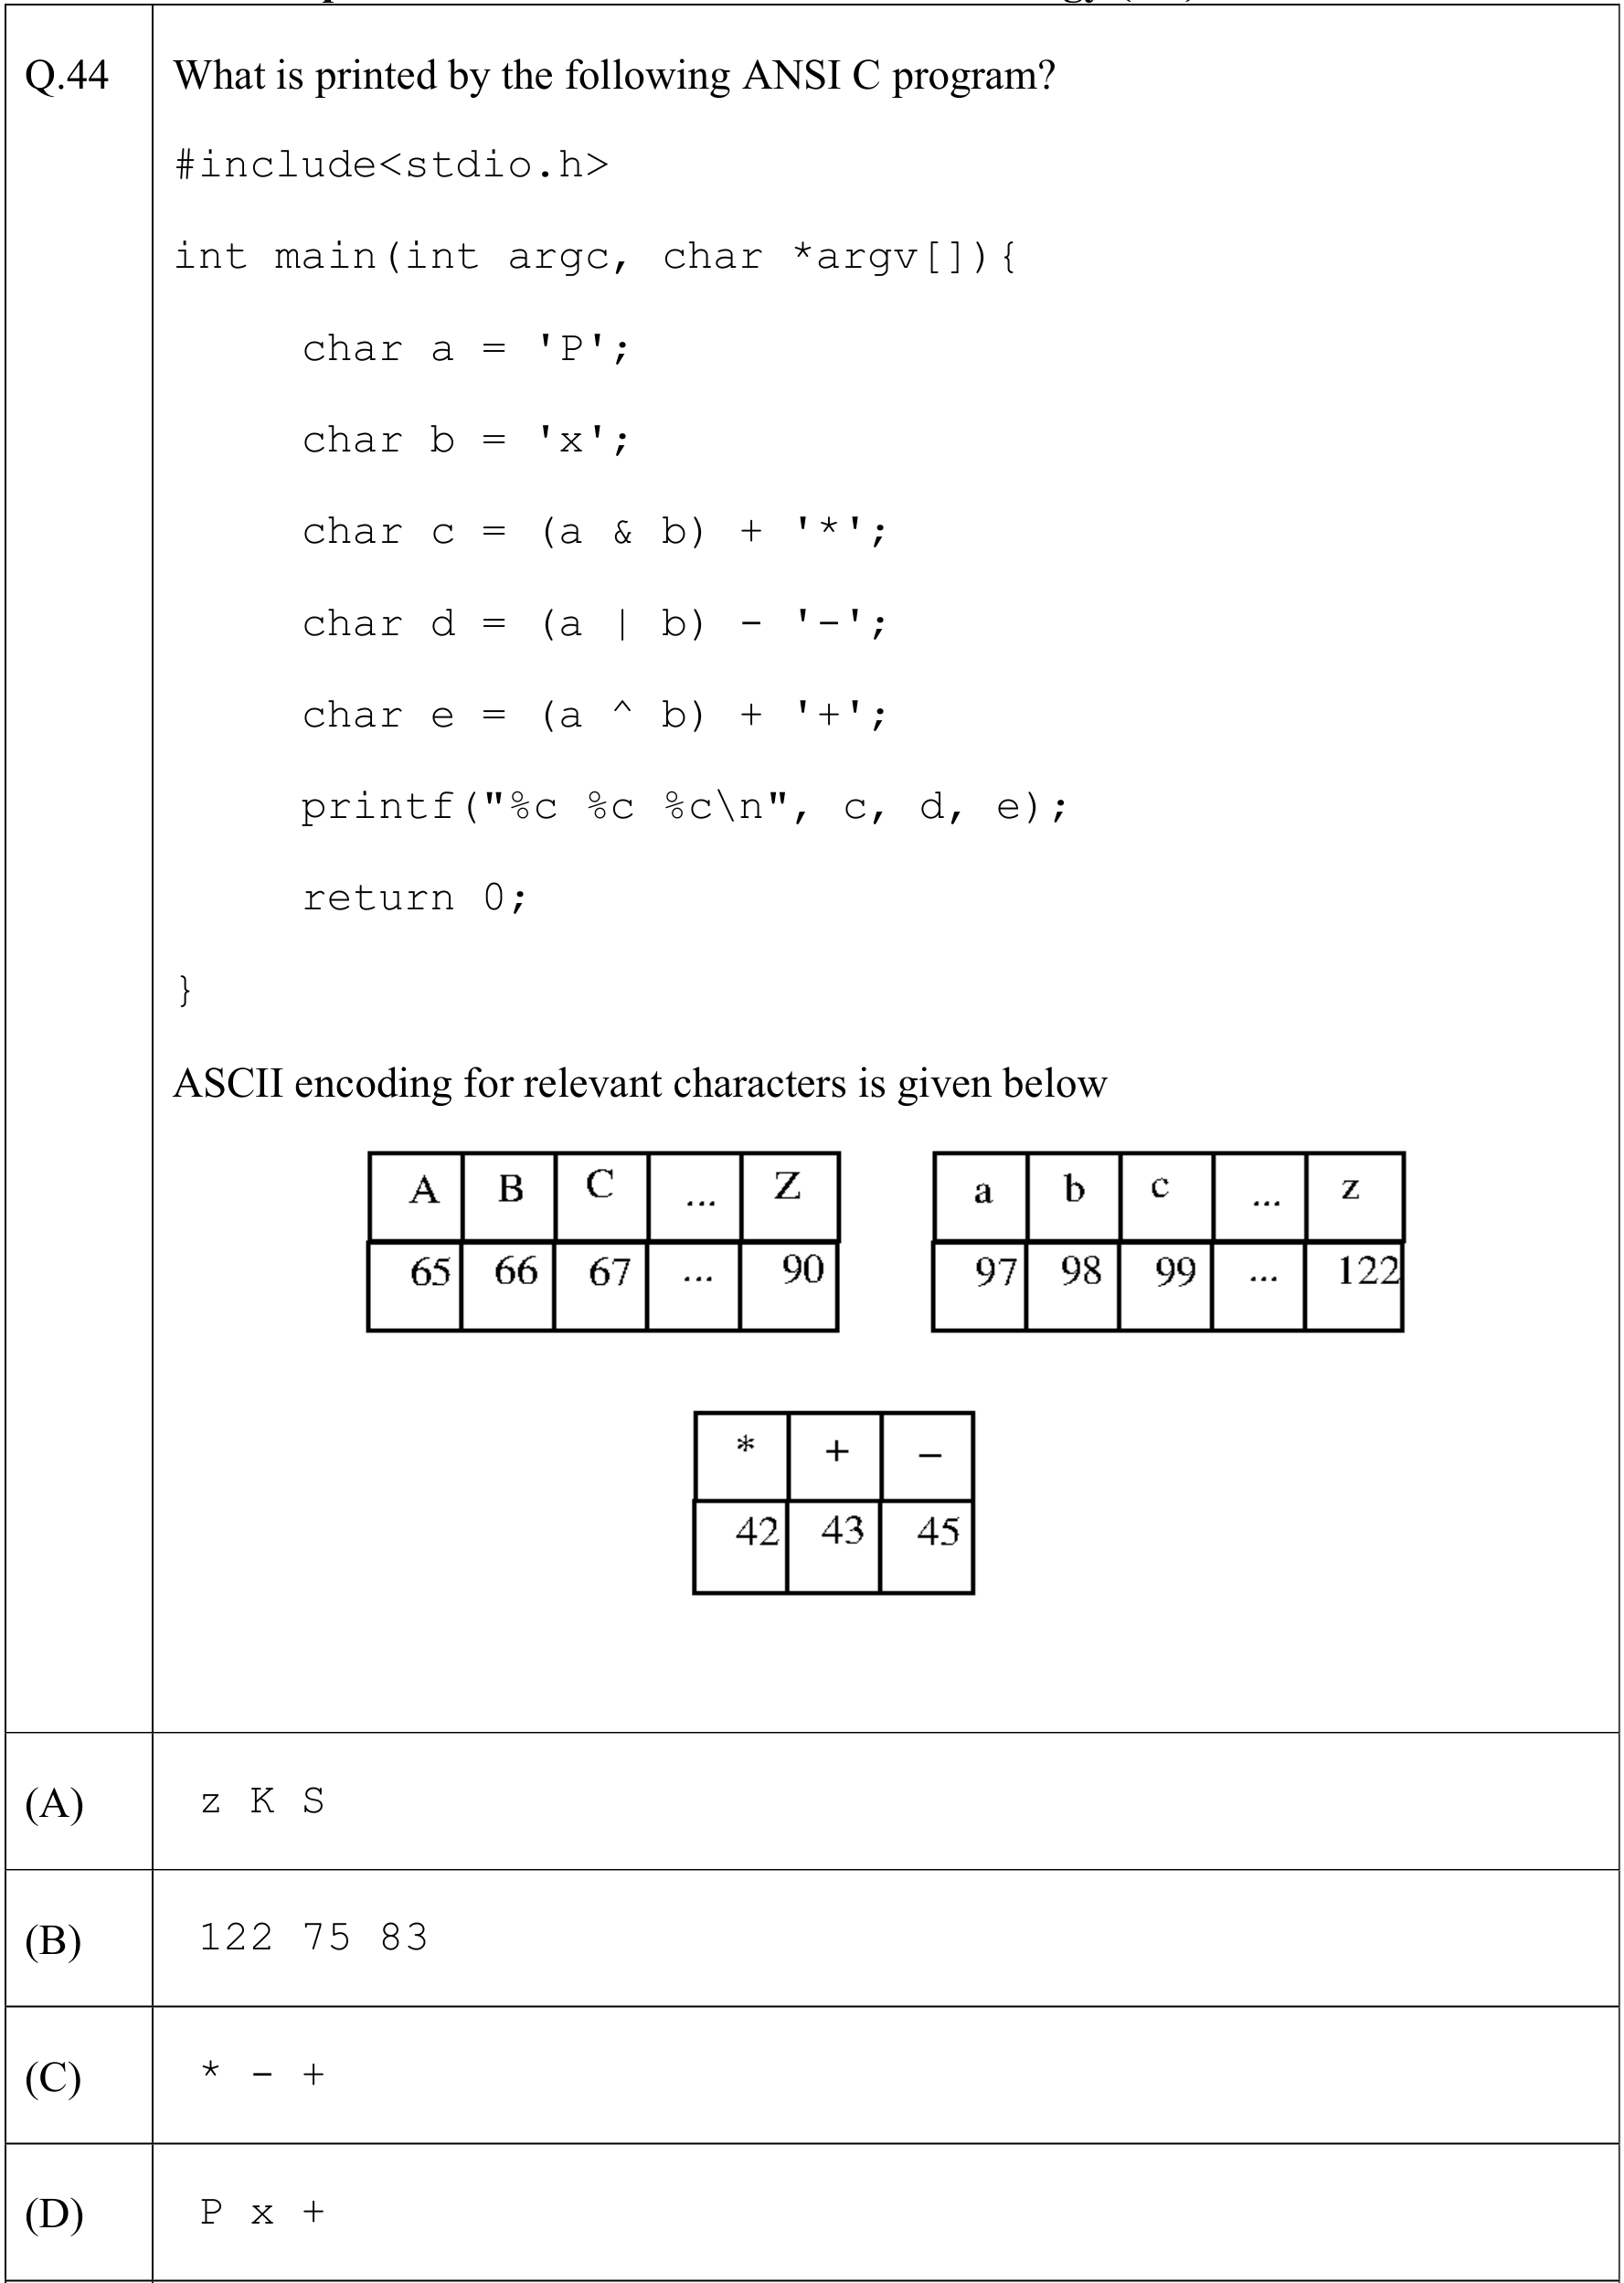 Q.44 What is printed by the following ANSI C program?
#include<stdio.h>
int main(int argc, char *argv[]){
char a = 'P';
char b = 'x';
char c = (a & b) + '*';
char d = (a | b) - '-';
char e = (a ^ b) + '+';
printf("%c %c %c\n", c, d, e);
return 0;
}
ASCII encoding for relevant characters is given below
A B C ... Z
65 66 67 ... 90
a b c ... z
97 98 99 ... 122
* + −
42 43 45
(A) z K S
(B) 122 75 83
(C) * - +
(D) P x +